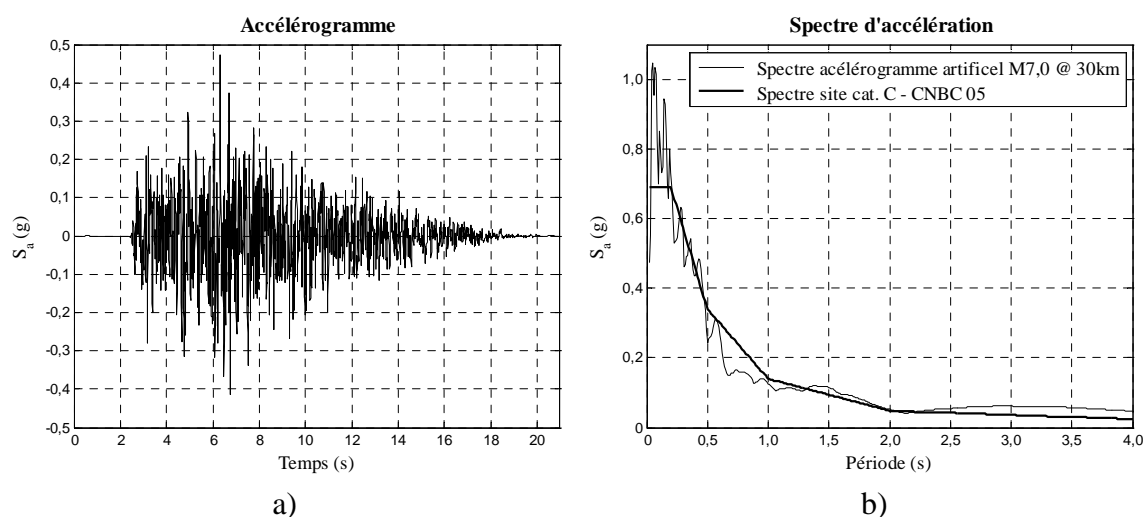 Accélérogramme
0,5
0,4
0,3
0,2
0,1
0
-0,1
-0,2
-0,3
-0,4
-0,5
S a (g)
0 2 4 6 8 10 12 14 16 18 20
Temps (s)
a)
Spectre d'accélération
Spectre acélérogramme artificel M7,0 @ 30km
Spectre site cat. C - CNBC 05
1,0
0,8
0,6
0,4
0,2
0
S a (g)
0 0,5 1,0 1,5 2,0 2,5 3,0 3,5 4,0
Période (s)
b)